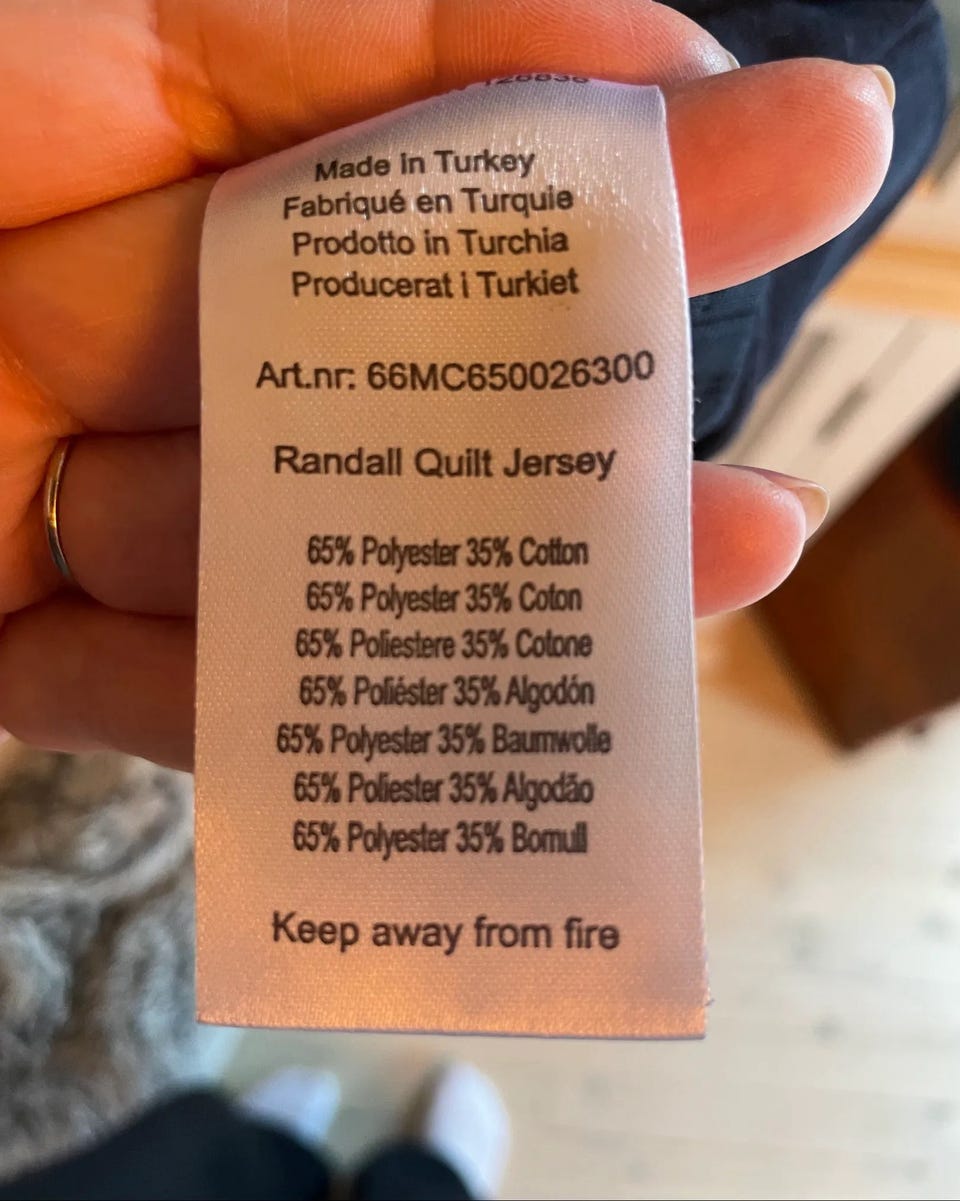 Made in Turkey
Fabriqué en Turquie
Prodotto in Turchia
Producerat i Turkiet
Art.nr: 66MC650026300
Randall Quilt Jersey
65% Polyester 35% Cotton
65% Polyester 35% Coton
65% Poliestere 35% Cotone
65% Poliéster 35% Algodón
65% Polyester 35% Baumwolle
65% Poliester 35% Algodão
65% Polyester 35% Bomull
Keep away from fire